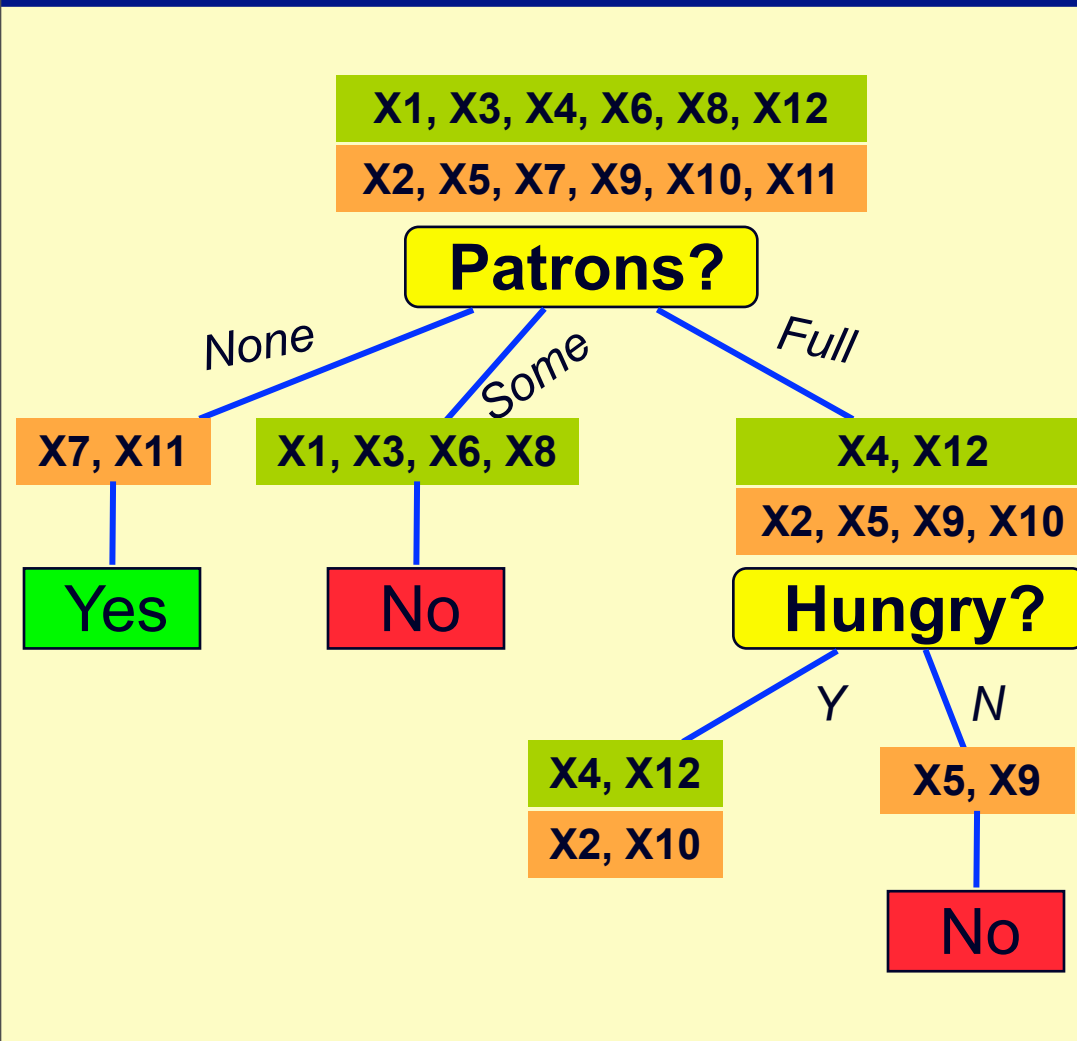 X1, X3, X4, X6, X8, X12
X2, X5, X7, X9, X10, X11
Patrons?
None
Some
Full
X7, X11
X1, X3, X6, X8
X4, X12
X2, X5, X9, X10
Yes
No
Hungry?
Y
N
X4, X12
X2, X10
X5, X9
No